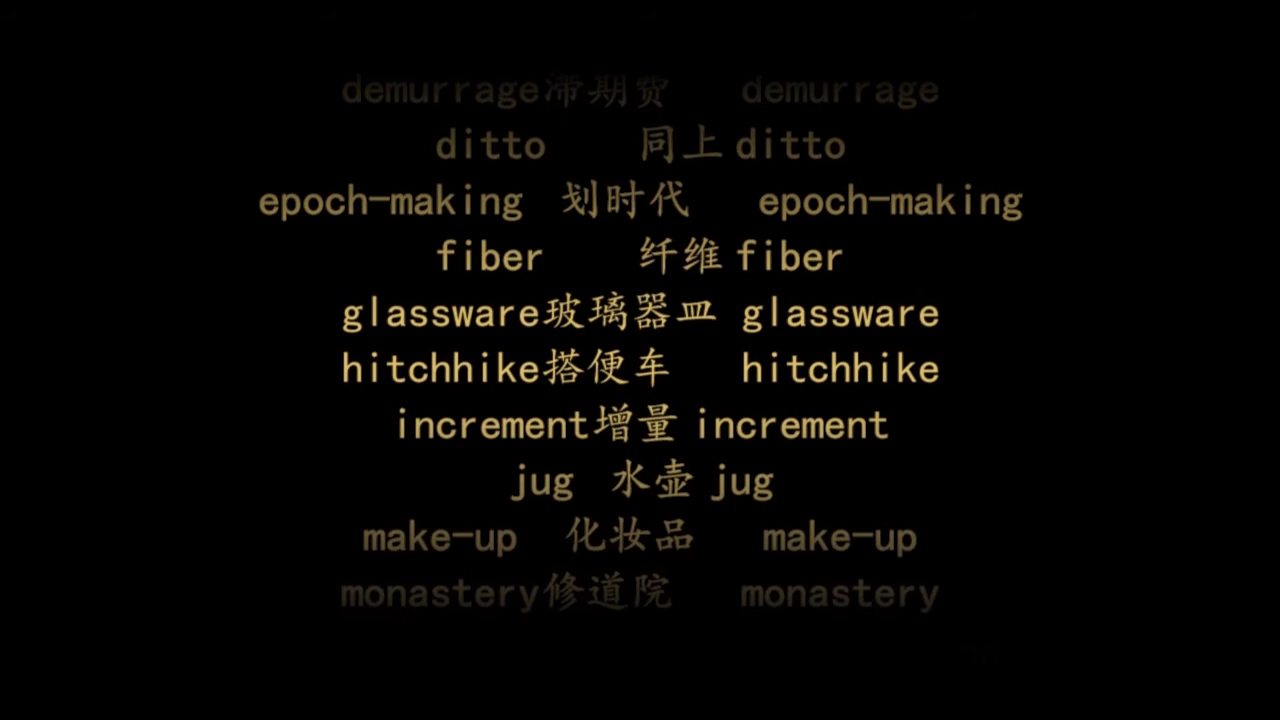 demurrage滞期费 demurrage
ditto 同上 ditto
epoch-making 划时代 epoch-making
fiber 纤维 fiber
glassware玻璃器皿 glassware
hitchhike搭便车 hitchhike
increment增量 increment
jug 水壶 jug
make-up 化妆品 make-up
monastery修道院 monastery